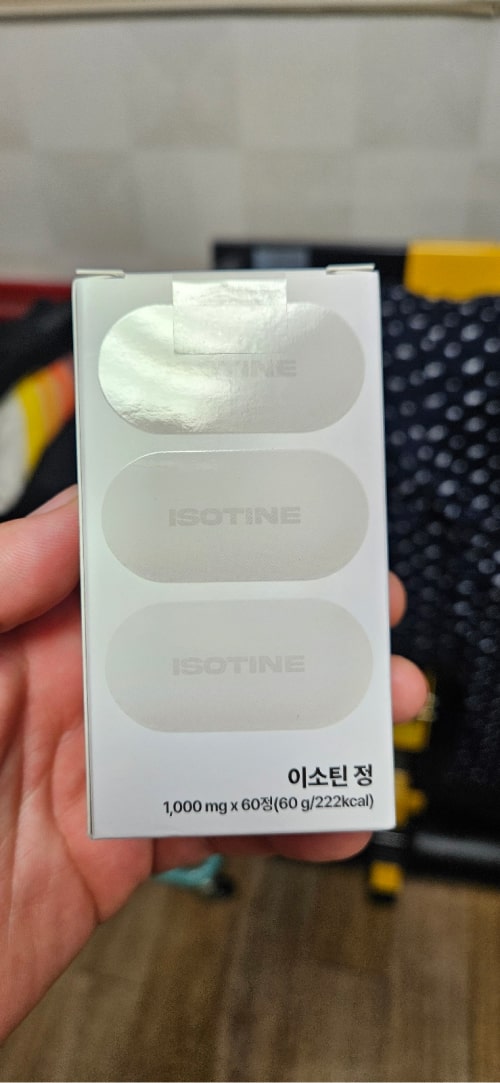 ISOTINE
ISOTINE
이소틴 정
1,000 mg x 60정(60 g/222kcal)